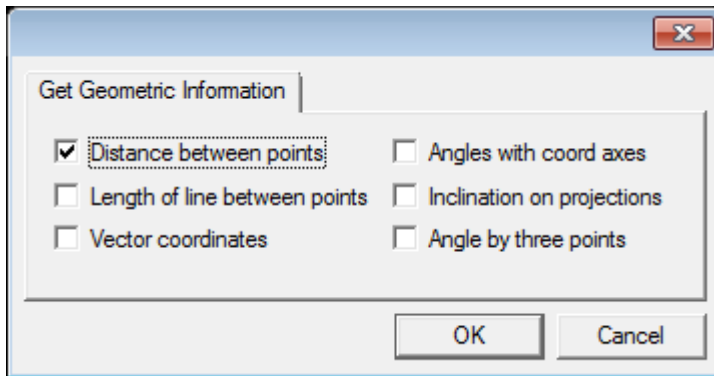 Get Geometric Information
Distance between points
Angles with coord axes
Length of line between points
Inclination on projections
Vector coordinates
Angle by three points
OK
Cancel